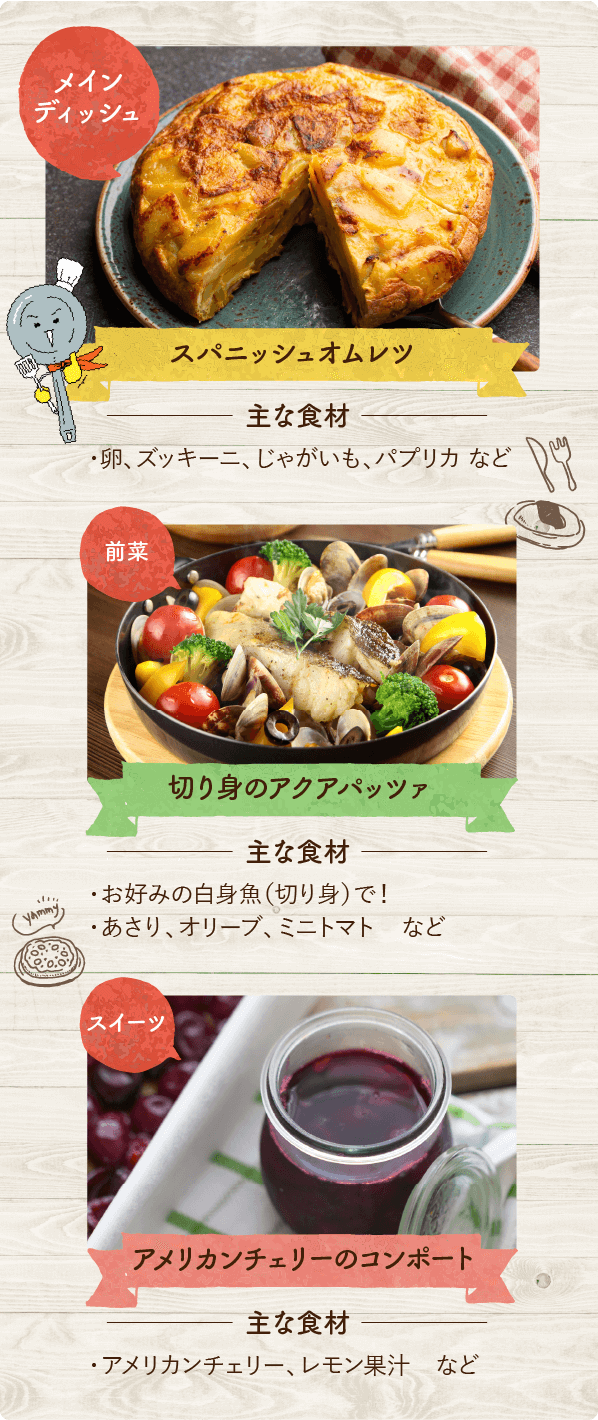 メイン
ディッシュ
スパニッシュオムレツ
主な食材
・卵、ズッキーニ、じゃがいも、パプリカ など
前菜
切り身のアクアパッツァ
主な食材
・お好みの白身魚（切り身）で！
・あさり、オリーブ、ミニトマト　など
yammy
スイーツ
アメリカンチェリーのコンポート
主な食材
・アメリカンチェリー、レモン果汁　など